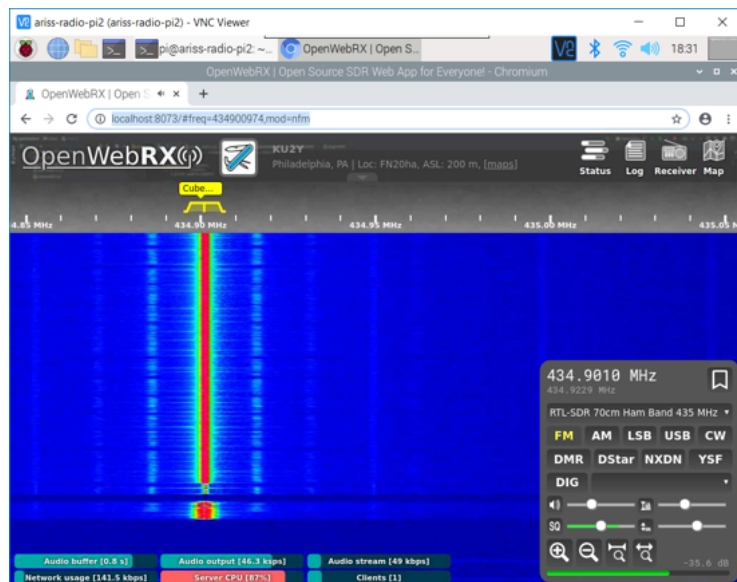 ariss-radio-pi2 (ariss-radio-pi2) - VNC Viewer
pi@ariss-radio-pi2: ~... OpenWebRX | Open S... 18:31
OpenWebRX | Open Source SDR Web App for Everyone! - Chromium
OpenWebRX | Open S
localhost:8073/#freq=434900974,mod=nfm
OpenWebRX KU2Y
Philadelphia, PA | Loc: FN20ha, ASL: 200 m, [maps]
Status Log Receiver Map
Cube...
4.85 MHz 434.90 MHz 434.95 MHz 435.00 MHz 435.05 M
434.9010 MHz
434.9229 MHz
RTL-SDR 70cm Ham Band 435 MHz
FM AM LSB USB CW
DMR DStar NXDN YSF
DIG
SQ
-35.6 dB
Audio buffer [0.8 s] Audio output [46.3 ksps] Audio stream [49 kbps]
Network usage [141.5 kbps] Server CPU [87%] Clients [1]